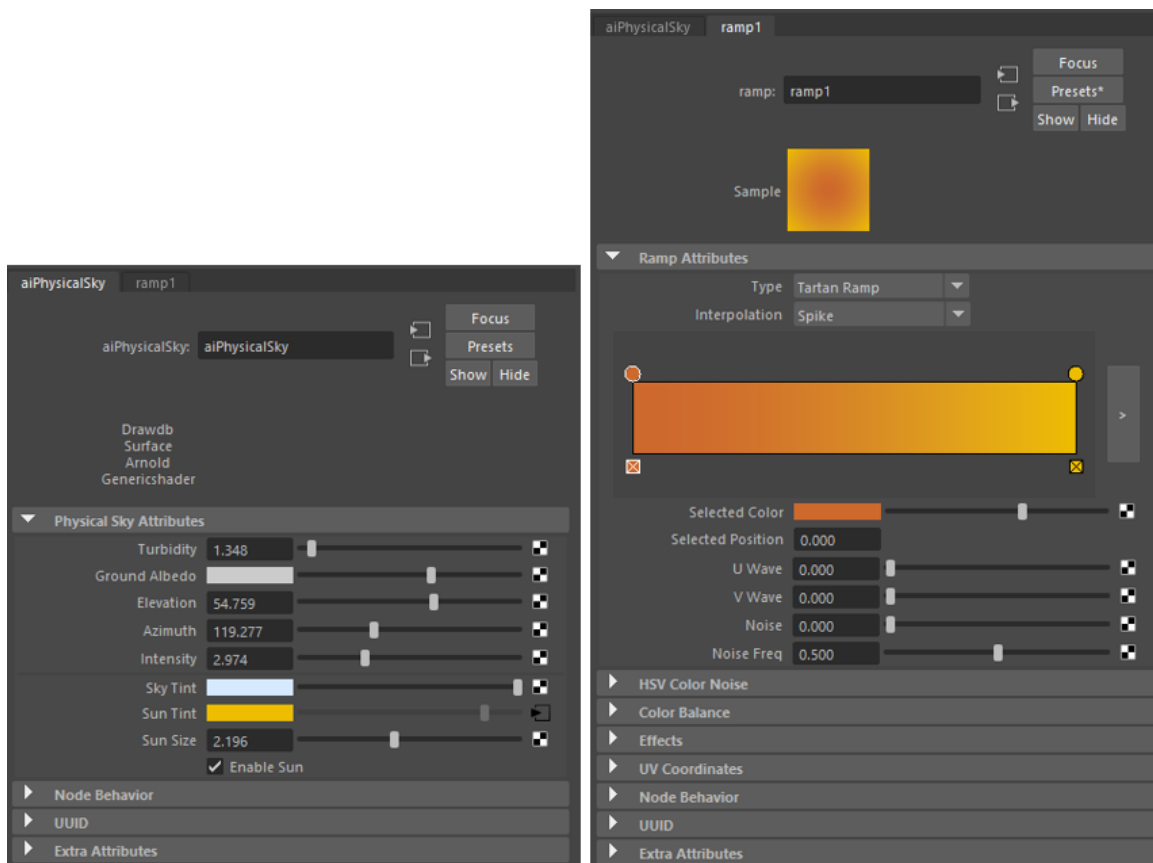 aiPhysicalSky ramp1
Focus
aiPhysicalSky: aiPhysicalSky
Presets
Show Hide
Drawdb
Surface
Arnold
Genericshader
Physical Sky Attributes
Turbidity 1.348
Ground Albedo
Elevation 54.759
Azimuth 119.277
Intensity 2.974
Sky Tint
Sun Tint
Sun Size 2.196
Enable Sun
Node Behavior
UUID
Extra Attributes
aiPhysicalSky ramp1
Focus
ramp: ramp1
Presets*
Show Hide
Sample
Ramp Attributes
Type Tartan Ramp
Interpolation Spike
>
Selected Color
Selected Position 0.000
U Wave 0.000
V Wave 0.000
Noise 0.000
Noise Freq 0.500
HSV Color Noise
Color Balance
Effects
UV Coordinates
Node Behavior
UUID
Extra Attributes